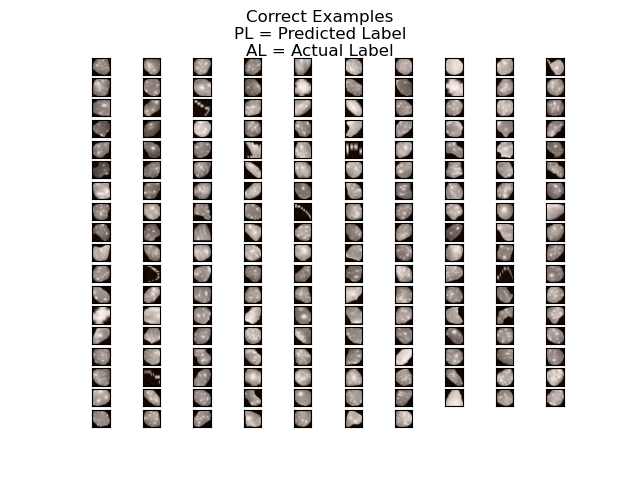 Correct Examples
PL = Predicted Label
AL = Actual Label